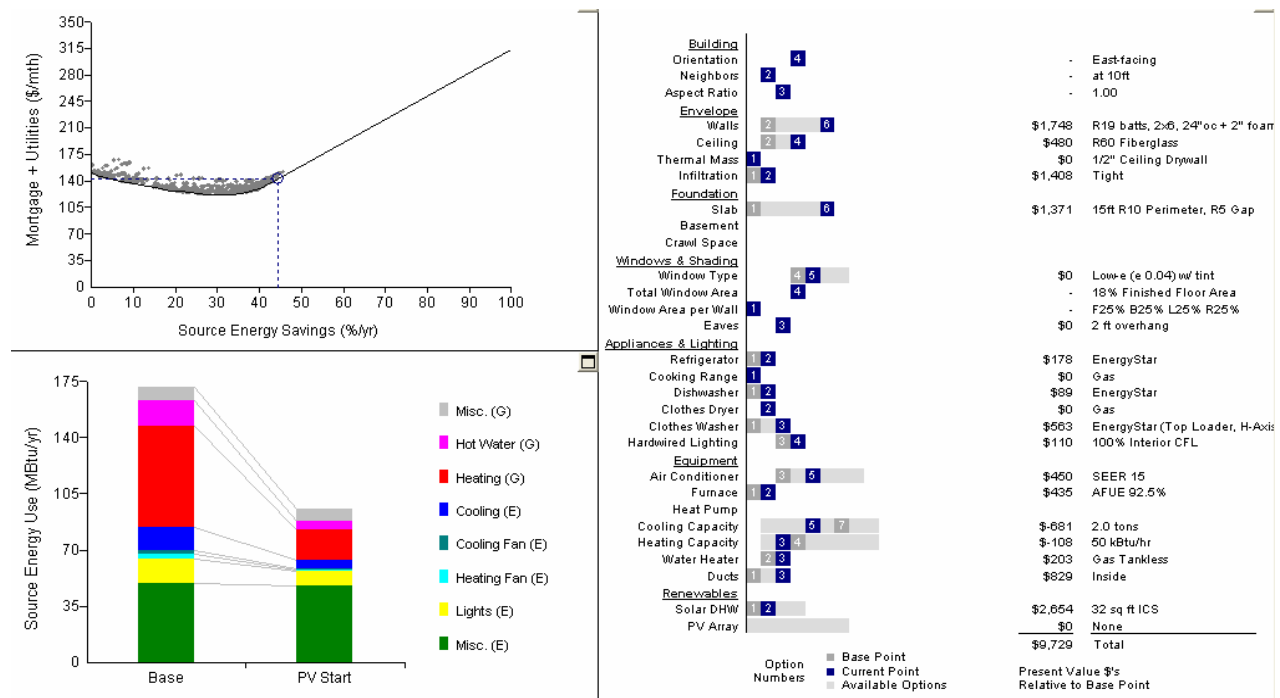 350
315
280
245
210
175
140
105
70
35
0
0 10 20 30 40 50 60 70 80 90 100
Mortgage + Utilities ($/mth)
Source Energy Savings (%/yr)
175
140
105
70
35
0
Source Energy Use (MBtu/yr)
Base PV Start
Misc. (G)
Hot Water (G)
Heating (G)
Cooling (E)
Cooling Fan (E)
Heating Fan (E)
Lights (E)
Misc. (E)
Building
Orientation 4 - East-facing
Neighbors 2 - at 10ft
Aspect Ratio 3 - 1.00
Envelope
Walls 2 6 $1,748 R19 batts, 2x6, 24"oc + 2" foam
Ceiling 2 4 $480 R60 Fiberglass
Thermal Mass 1 $0 1/2" Ceiling Drywall
Infiltration 1 2 $1,408 Tight
Foundation
Slab 1 6 $1,371 15ft R10 Perimeter, R5 Gap
Basement
Crawl Space
Windows & Shading
Window Type 4 5 $0 Low-e (e 0.04) w/ tint
Total Window Area 4 - 18% Finished Floor Area
Window Area per Wall 1 - F25% B25% L25% R25%
Eaves 3 $0 2 ft overhang
Appliances & Lighting
Refrigerator 1 2 $178 EnergyStar
Cooking Range 1 $0 Gas
Dishwasher 1 2 $89 EnergyStar
Clothes Dryer 2 $0 Gas
Clothes Washer 1 3 $563 EnergyStar (Top Loader, H-Axis
Hardwired Lighting 3 4 $110 100% Interior CFL
Equipment
Air Conditioner 3 5 $450 SEER 15
Furnace 1 2 $435 AFUE 92.5%
Heat Pump
Cooling Capacity 5 7 $-681 2.0 tons
Heating Capacity 3 4 $-108 50 kBtu/hr
Water Heater 2 3 $203 Gas Tankless
Ducts 1 3 $829 Inside
Renewables
Solar DHW 1 2 $2,654 32 sq ft ICS
PV Array $0 None
$9,729 Total
Option Numbers
Base Point
Current Point
Available Options
Present Value $'s
Relative to Base Point